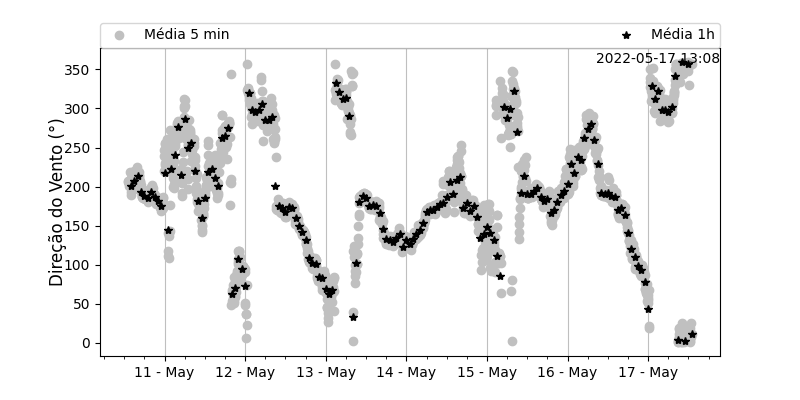 Média 5 min
Média 1h
2022-05-17 13:08
Direção do Vento (°)
350
300
250
200
150
100
50
0
11 - May
12 - May
13 - May
14 - May
15 - May
16 - May
17 - May